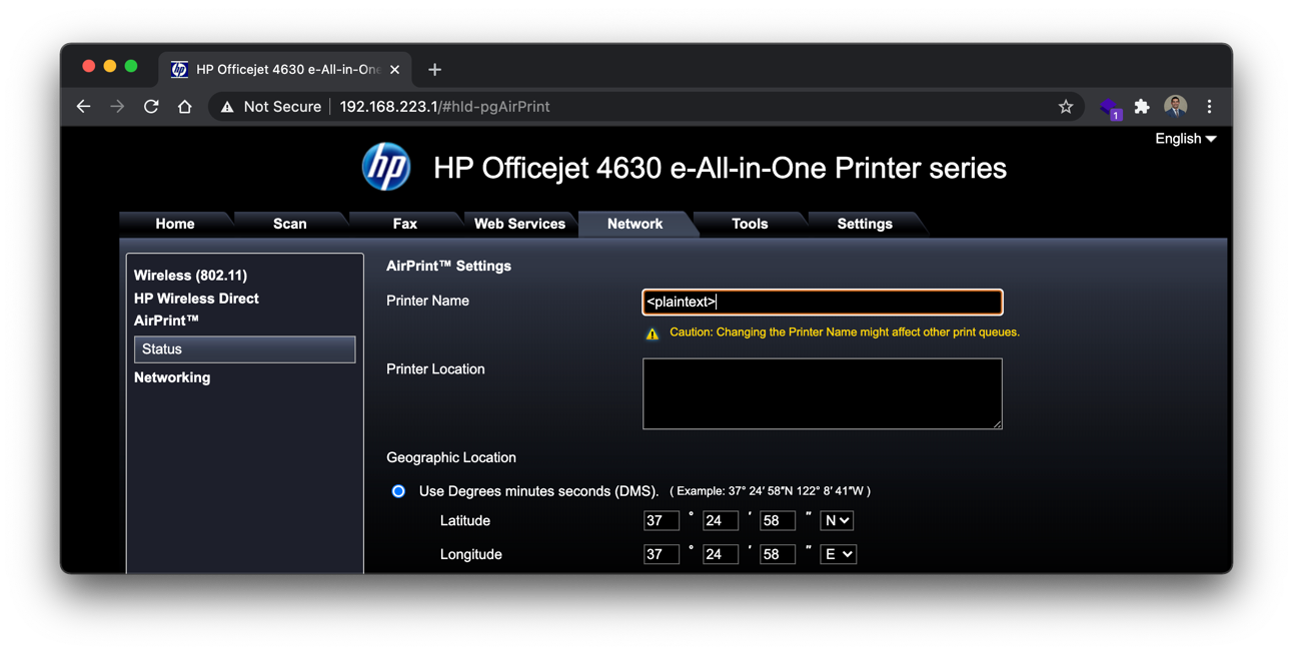 HP Officejet 4630 e-All-in-One
Not Secure 192.168.223.1/#hId-pgAirPrint
1
English
hp HP Officejet 4630 e-All-in-One Printer series
Home Scan Fax Web Services Network Tools Settings
Wireless (802.11)
HP Wireless Direct
AirPrint™
Status
Networking
AirPrint™ Settings
Printer Name <plaintext>
Caution: Changing the Printer Name might affect other print queues.
Printer Location
Geographic Location
Use Degrees minutes seconds (DMS). ( Example: 37° 24′ 58″N 122° 8′ 41″W )
Latitude 37 ° 24 ′ 58 ″ N
Longitude 37 ° 24 ′ 58 ″ E